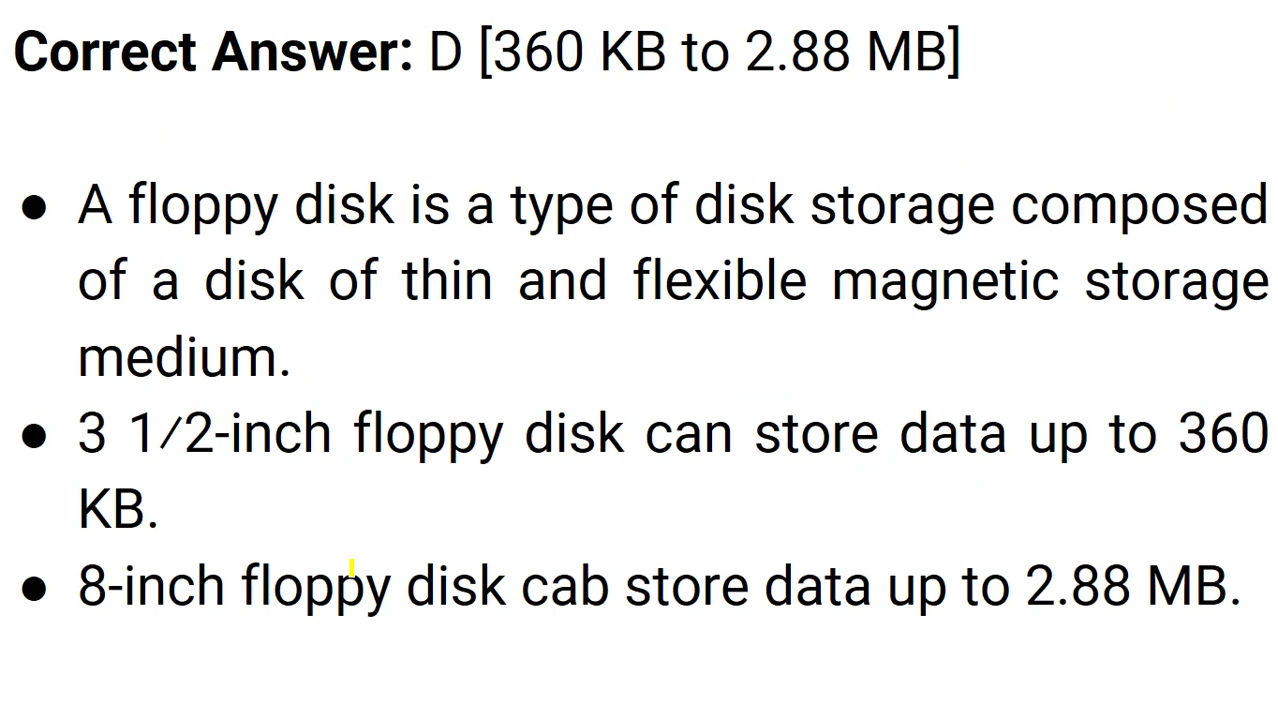 Correct Answer: D [360 KB to 2.88 MB]
● A floppy disk is a type of disk storage composed
of a disk of thin and flexible magnetic storage
medium.
● 3 1/2-inch floppy disk can store data up to 360
KB.
● 8-inch floppy disk cab store data up to 2.88 MB.